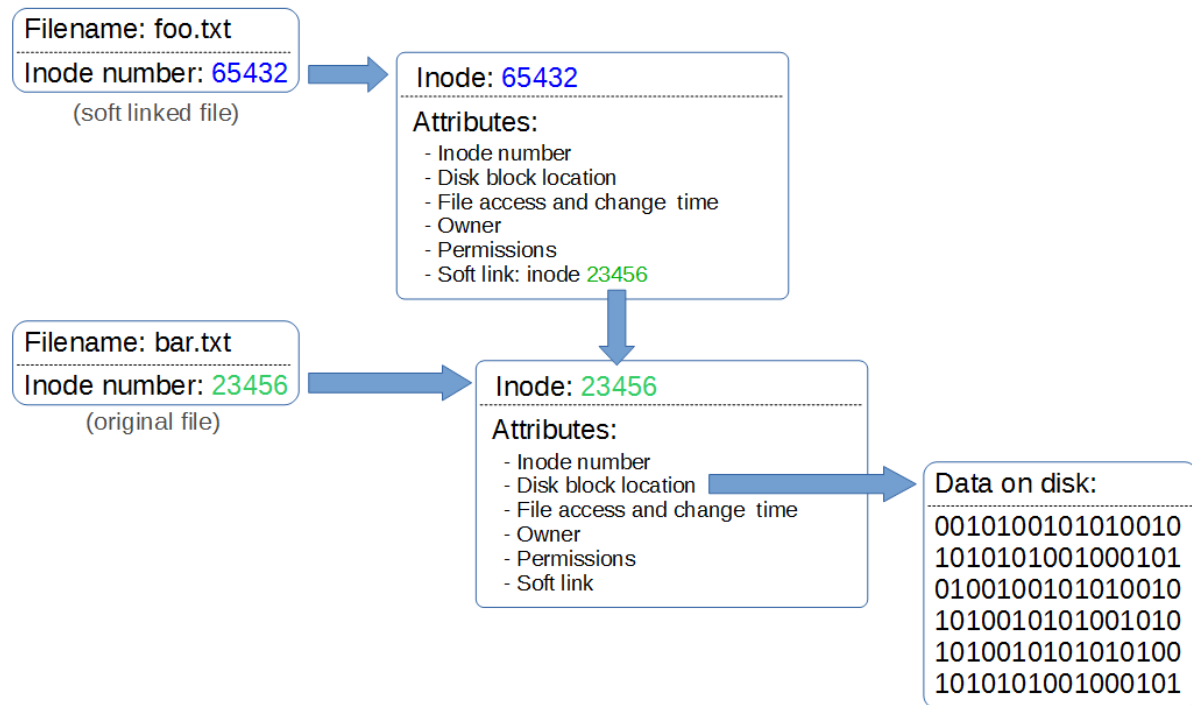 Filename: foo.txt
Inode number: 65432
(soft linked file)
Inode: 65432
Attributes:
- Inode number
- Disk block location
- File access and change time
- Owner
- Permissions
- Soft link: inode 23456
Filename: bar.txt
Inode number: 23456
(original file)
Inode: 23456
Attributes:
- Inode number
- Disk block location
- File access and change time
- Owner
- Permissions
- Soft link
Data on disk:
0010100101010010
1010101001000101
0100100101010010
1010010101001010
1010010101010100
1010101001000101